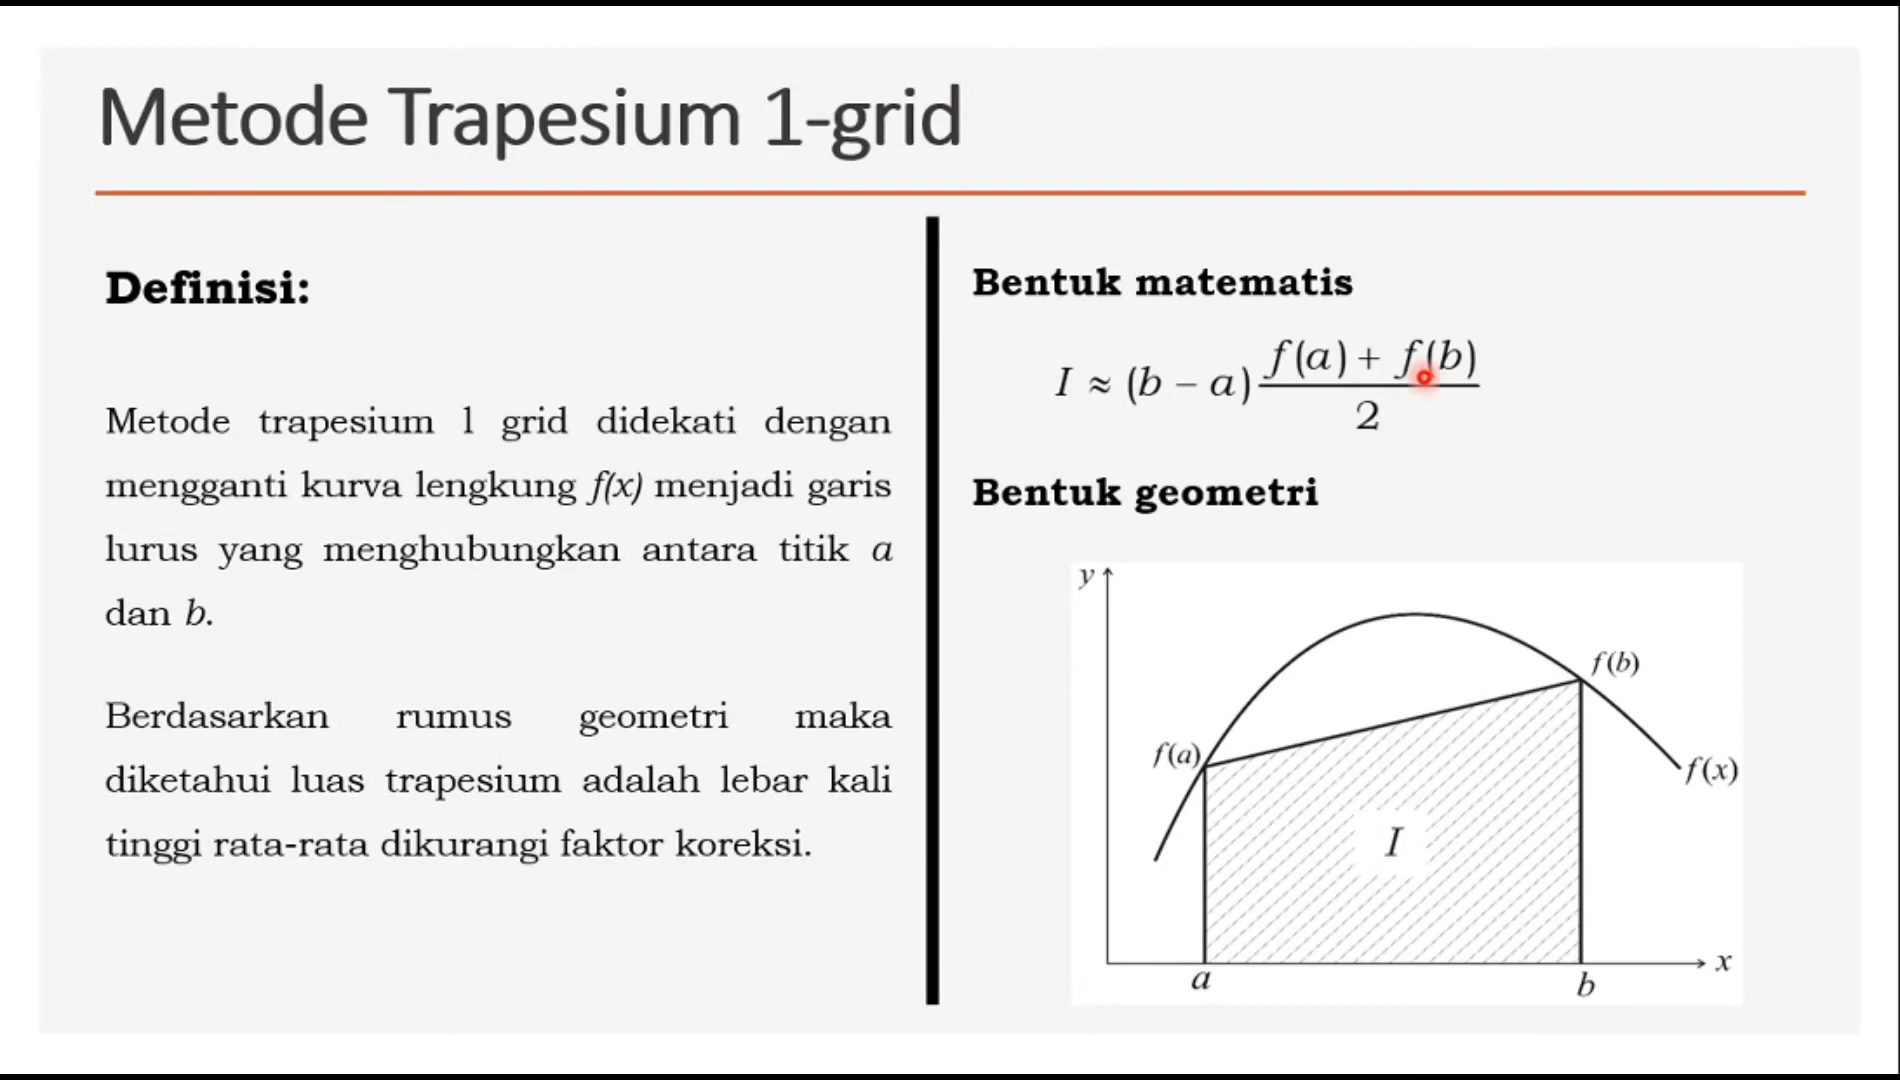 Metode Trapesium 1-grid
Definisi:
Metode trapesium 1 grid didekati dengan
mengganti kurva lengkung f(x) menjadi garis
lurus yang menghubungkan antara titik a
dan b.
Berdasarkan rumus geometri maka
diketahui luas trapesium adalah lebar kali
tinggi rata-rata dikurangi faktor koreksi.
Bentuk matematis
I ≈ (b − a) f(a) + f(b)
2
Bentuk geometri
y
f(b)
f(a)
f(x)
I
x
a
b